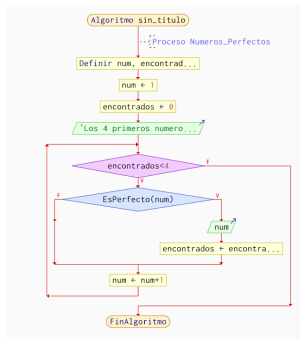 Algoritmo sin_titulo
Proceso Numeros_Perfectos
Definir num, encontrad...
num ← 1
encontrados ← 0
'Los 4 primeros numero...
encontrados<4
F
V
EsPerfecto(num)
F
V
num
encontrados ← encontra...
num ← num+1
FinAlgoritmo